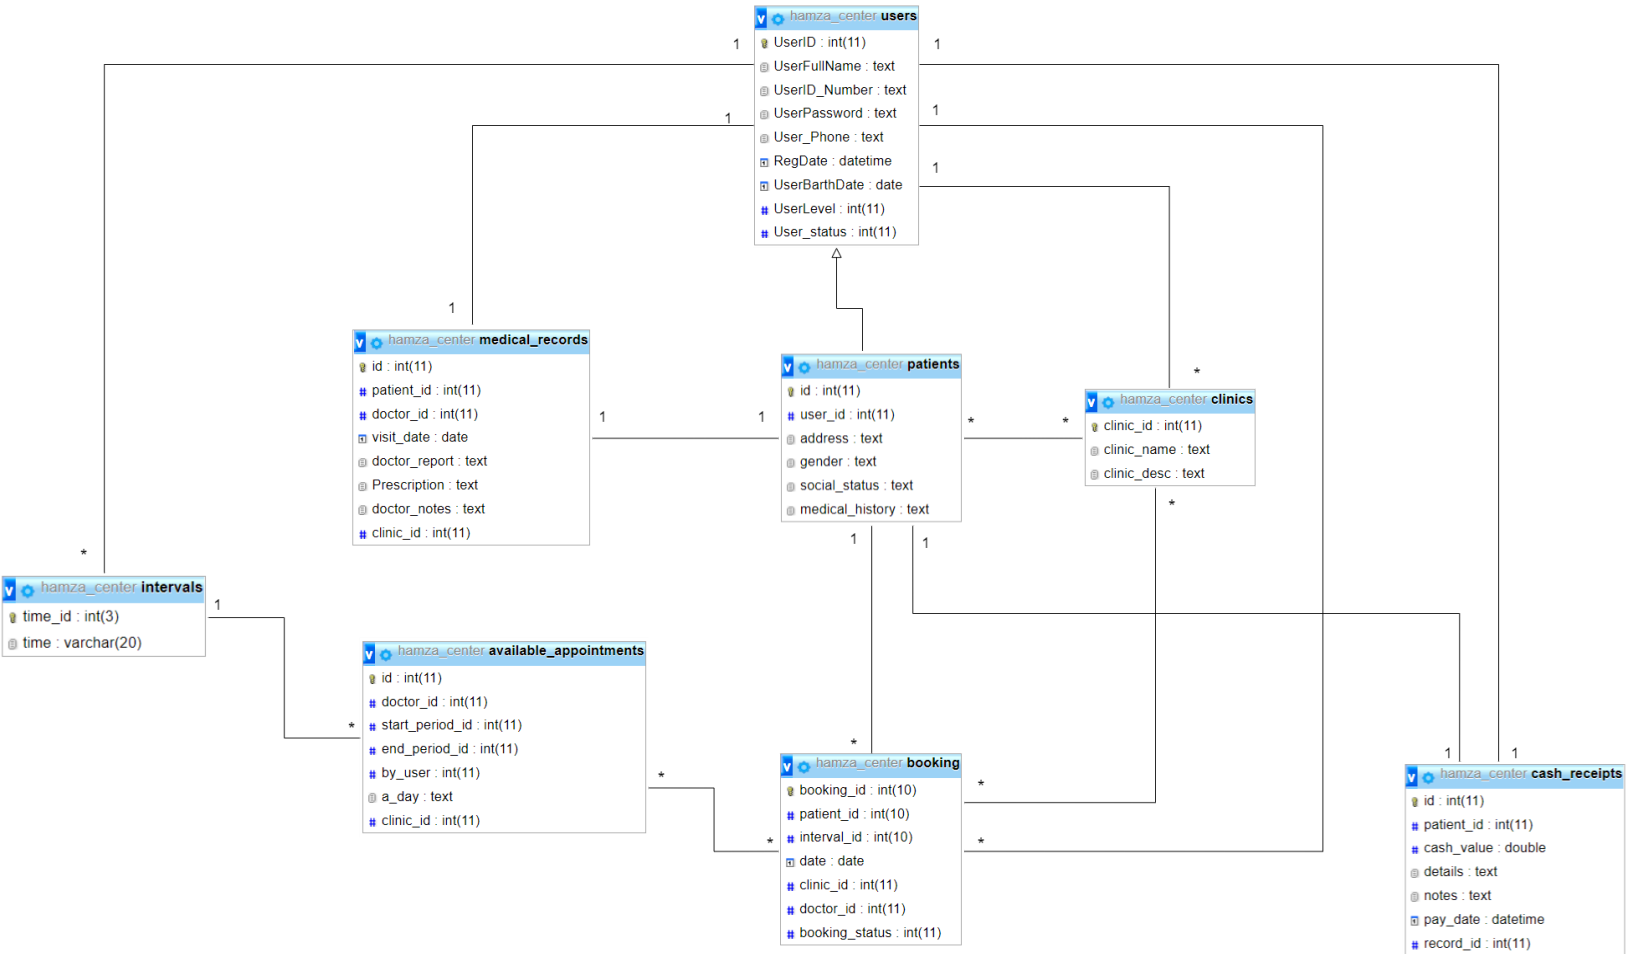 hamza_center users
UserID : int(11)
UserFullName : text
UserID_Number : text
UserPassword : text
User_Phone : text
RegDate : datetime
UserBarthDate : date
UserLevel : int(11)
User_status : int(11)
1
1
1
1
1
1
*
hamza_center medical_records
id : int(11)
patient_id : int(11)
doctor_id : int(11)
visit_date : date
doctor_report : text
Prescription : text
doctor_notes : text
clinic_id : int(11)
1
1
hamza_center patients
id : int(11)
user_id : int(11)
address : text
gender : text
social_status : text
medical_history : text
*
*
1
1
hamza_center clinics
clinic_id : int(11)
clinic_name : text
clinic_desc : text
*
*
hamza_center intervals
time_id : int(3)
time : varchar(20)
1
*
hamza_center available_appointments
id : int(11)
doctor_id : int(11)
start_period_id : int(11)
end_period_id : int(11)
by_user : int(11)
a_day : text
clinic_id : int(11)
*
*
*
hamza_center booking
booking_id : int(10)
patient_id : int(10)
interval_id : int(10)
date : date
clinic_id : int(11)
doctor_id : int(11)
booking_status : int(11)
*
*
1
1
hamza_center cash_receipts
id : int(11)
patient_id : int(11)
cash_value : double
details : text
notes : text
pay_date : datetime
record_id : int(11)